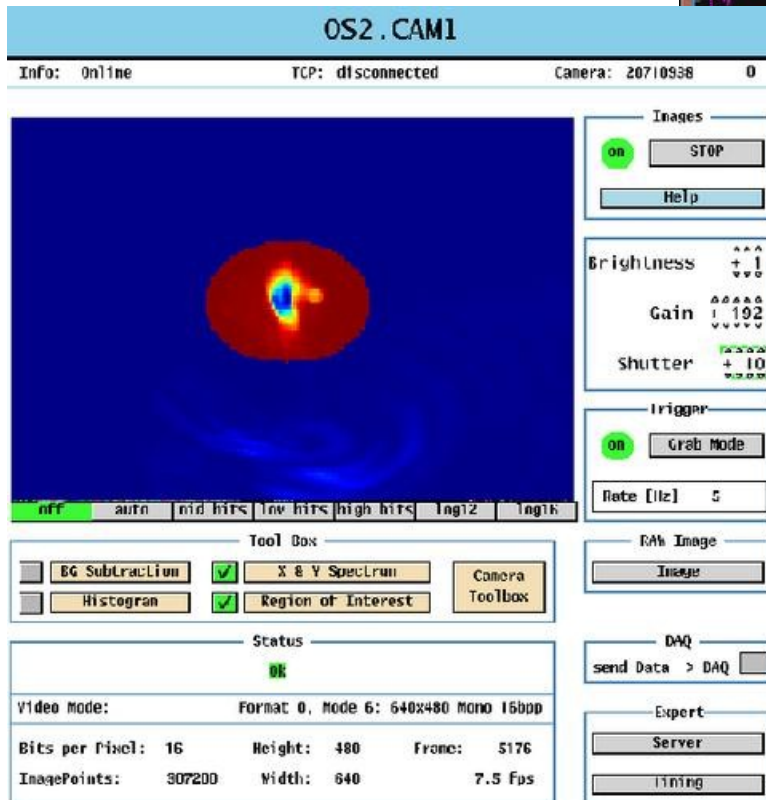 OS2.CAM1
Info: Online TCP: disconnected Camera: 20710938 0
Images
on STOP
Help
Brightness + 1
Gain 192
Shutter + 10
Trigger
on Grab Mode
Rate [Hz] 5
off auto mid bits low bits high bits log12 log16
Tool Box
BG Subtraction X & Y Spectrum Camera Toolbox
Histogram Region of Interest
RAW Image
Image
Status
Ok
DAQ
send Data > DAQ
Video Mode: Format 0, Mode 6: 640x480 Mono 16bpp
Bits per Pixel: 16 Height: 480 Frame: 5176
ImagePoints: 307200 Width: 640 7.5 fps
Expert
Server
Timing